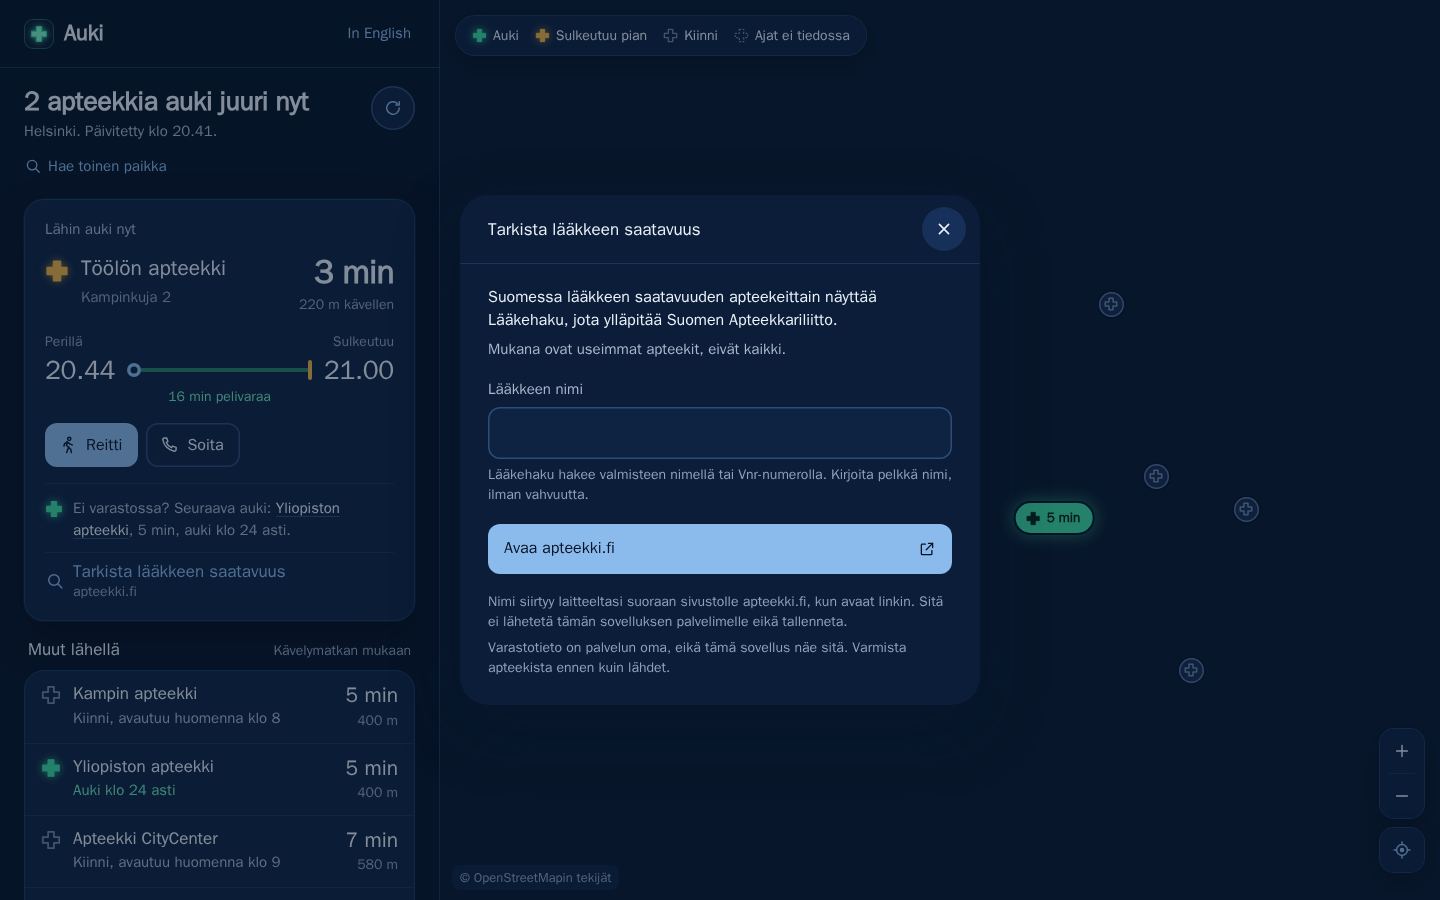 Auki
In English
2 apteekkia auki juuri nyt
Helsinki. Päivitetty klo 20.41.
Hae toinen paikka
Lähin auki nyt
Töölön apteekki
3 min
Kampinkuja 2
220 m kävellen
Perillä
Sulkeutuu
20.44
21.00
16 min pelivaraa
Reitti
Soita
Ei varastossa? Seuraava auki: Yliopiston
apteekki, 5 min, auki klo 24 asti.
Tarkista lääkkeen saatavuus
apteekki.fi
Muut lähellä
Kävelymatkan mukaan
Kampin apteekki
5 min
Kiinni, avautuu huomenna klo 8
400 m
Yliopiston apteekki
5 min
Auki klo 24 asti
400 m
Apteekki CityCenter
7 min
Kiinni, avautuu huomenna klo 9
580 m
Auki
Sulkeutuu pian
Kiinni
Ajat ei tiedossa
Tarkista lääkkeen saatavuus
Suomessa lääkkeen saatavuuden apteekeittain näyttää
Lääkehaku, jota ylläpitää Suomen Apteekkariliitto.
Mukana ovat useimmat apteekit, eivät kaikki.
Lääkkeen nimi
Lääkehaku hakee valmisteen nimellä tai Vnr-numerolla. Kirjoita pelkkä nimi,
ilman vahvuutta.
Avaa apteekki.fi
Nimi siirtyy laitteeltasi suoraan sivustolle apteekki.fi, kun avaat linkin. Sitä
ei lähetetä tämän sovelluksen palvelimelle eikä tallenneta.
Varastotieto on palvelun oma, eikä tämä sovellus näe sitä. Varmista
apteekista ennen kuin lähdet.
5 min
© OpenStreetMapin tekijät